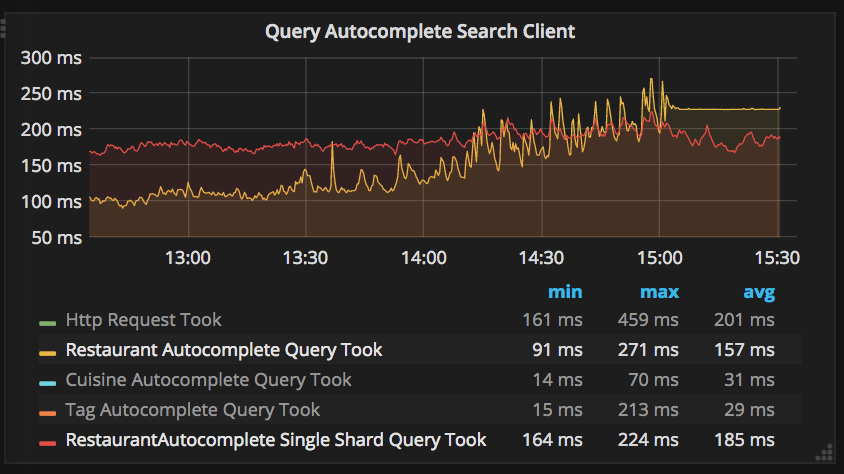 Query Autocomplete Search Client
300 ms
250 ms
200 ms
150 ms
100 ms
50 ms
13:00 13:30 14:00 14:30 15:00 15:30
min max avg
Http Request Took 161 ms 459 ms 201 ms
Restaurant Autocomplete Query Took 91 ms 271 ms 157 ms
Cuisine Autocomplete Query Took 14 ms 70 ms 31 ms
Tag Autocomplete Query Took 15 ms 213 ms 29 ms
RestaurantAutocomplete Single Shard Query Took 164 ms 224 ms 185 ms